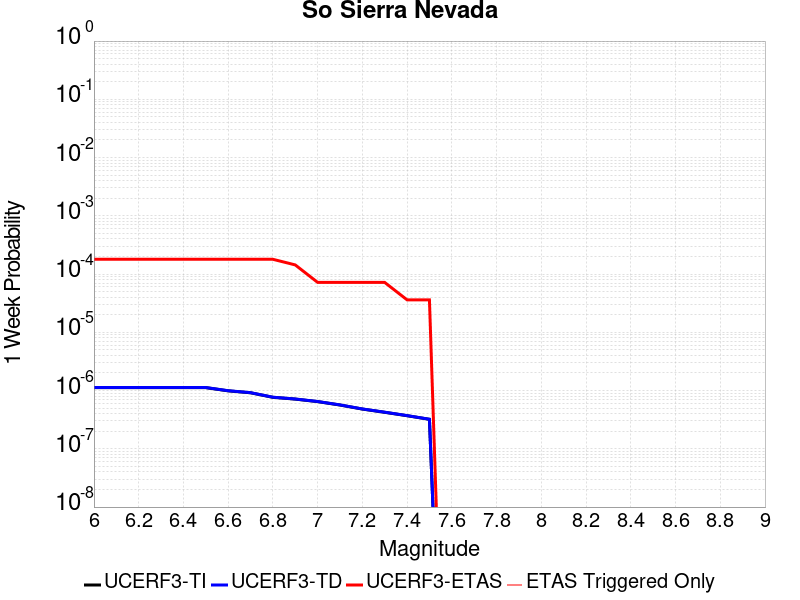 So Sierra Nevada
1 Week Probability
10^0
10^-1
10^-2
10^-3
10^-4
10^-5
10^-6
10^-7
10^-8
6 6.2 6.4 6.6 6.8 7 7.2 7.4 7.6 7.8 8 8.2 8.4 8.6 8.8 9
Magnitude
UCERF3-TI UCERF3-TD UCERF3-ETAS ETAS Triggered Only